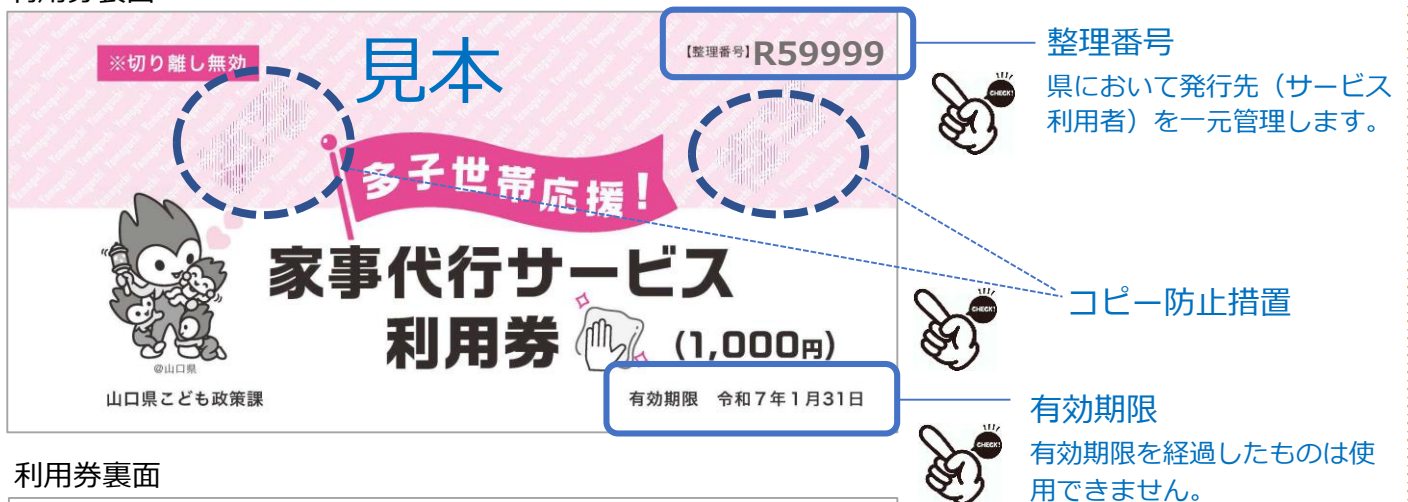 ※切り離し無効
見本
【整理番号】R59999
整理番号
県において発行先（サービス
利用者）を一元管理します。
CHECK!
多子世帯応援！
家事代行サービス
利用券
（1,000円）
コピー防止措置
CHECK!
@山口県
山口県こども政策課
有効期限　令和７年１月31日
有効期限
有効期限を経過したものは使
用できません。
CHECK!
利用券裏面